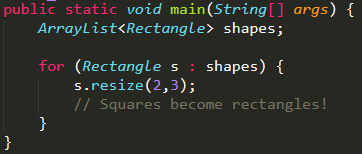 public static void main(String[] args) {
    ArrayList<Rectangle> shapes;

    for (Rectangle s : shapes) {
        s.resize(2,3);
        // Squares become rectangles!
    }
}